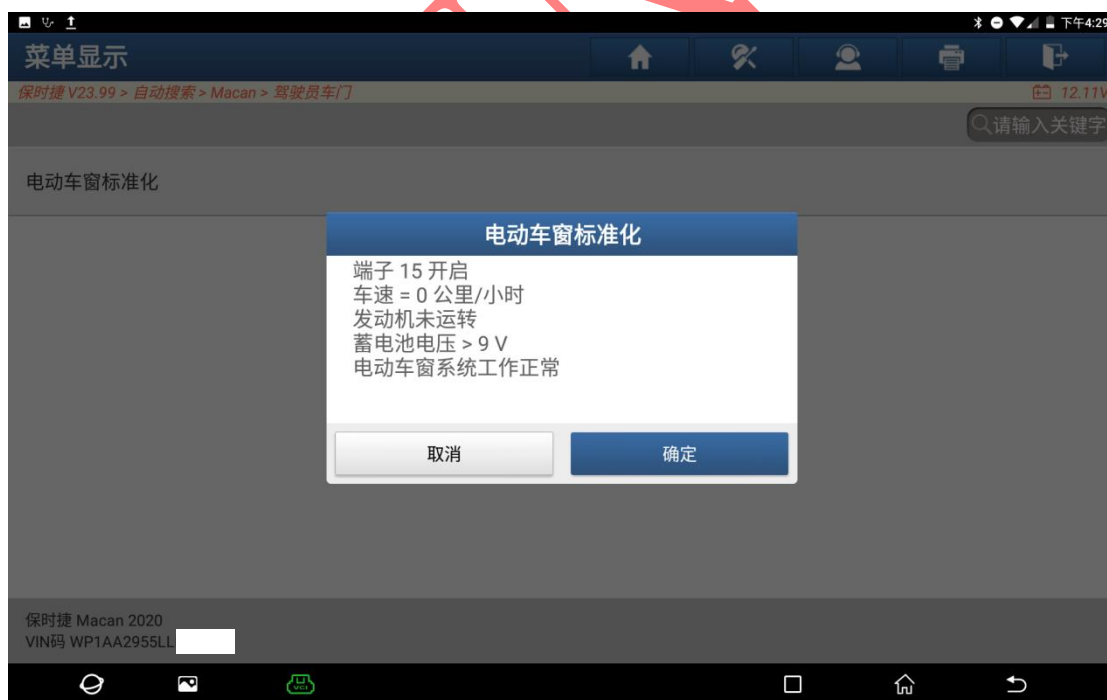 下午4:29
菜单显示
保时捷 V23.99 > 自动搜索 > Macan > 驾驶员车门
12.11V
请输入关键字
电动车窗标准化
电动车窗标准化
端子 15 开启
车速 = 0 公里/小时
发动机未运转
蓄电池电压 > 9 V
电动车窗系统工作正常
取消
确定
保时捷 Macan 2020
VIN码 WP1AA2955LL
VCI